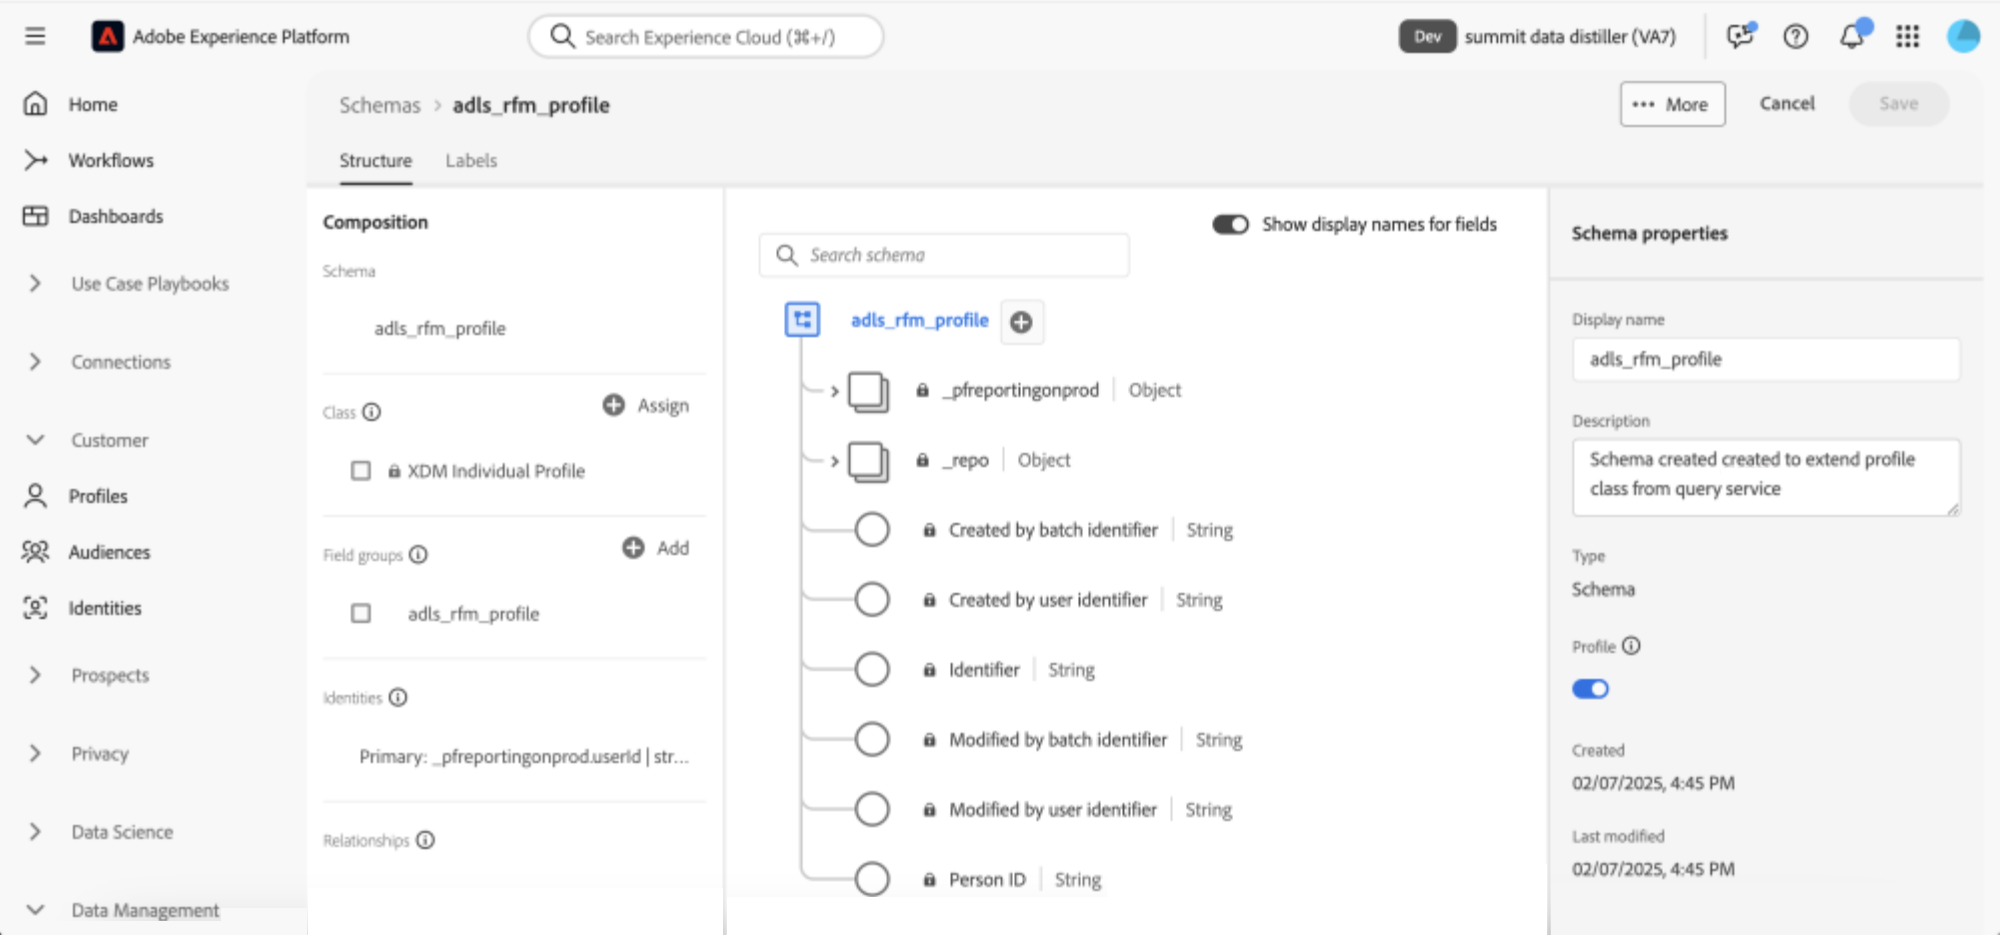 Adobe Experience Platform
Search Experience Cloud (⌘+/)
Dev
summit data distiller (VA7)
Home
Workflows
Dashboards
Use Case Playbooks
Connections
Customer
Profiles
Audiences
Identities
Prospects
Privacy
Data Science
Data Management
Schemas > adls_rfm_profile
More
Cancel
Save
Structure
Labels
Composition
Schema
adls_rfm_profile
Class
Assign
XDM Individual Profile
Field groups
Add
adls_rfm_profile
Identities
Primary: _pfreportingonprod.userId | str...
Relationships
Show display names for fields
Search schema
adls_rfm_profile
_pfreportingonprod | Object
_repo | Object
Created by batch identifier | String
Created by user identifier | String
Identifier | String
Modified by batch identifier | String
Modified by user identifier | String
Person ID | String
Schema properties
Display name
adls_rfm_profile
Description
Schema created created to extend profile
class from query service
Type
Schema
Profile
Created
02/07/2025, 4:45 PM
Last modified
02/07/2025, 4:45 PM